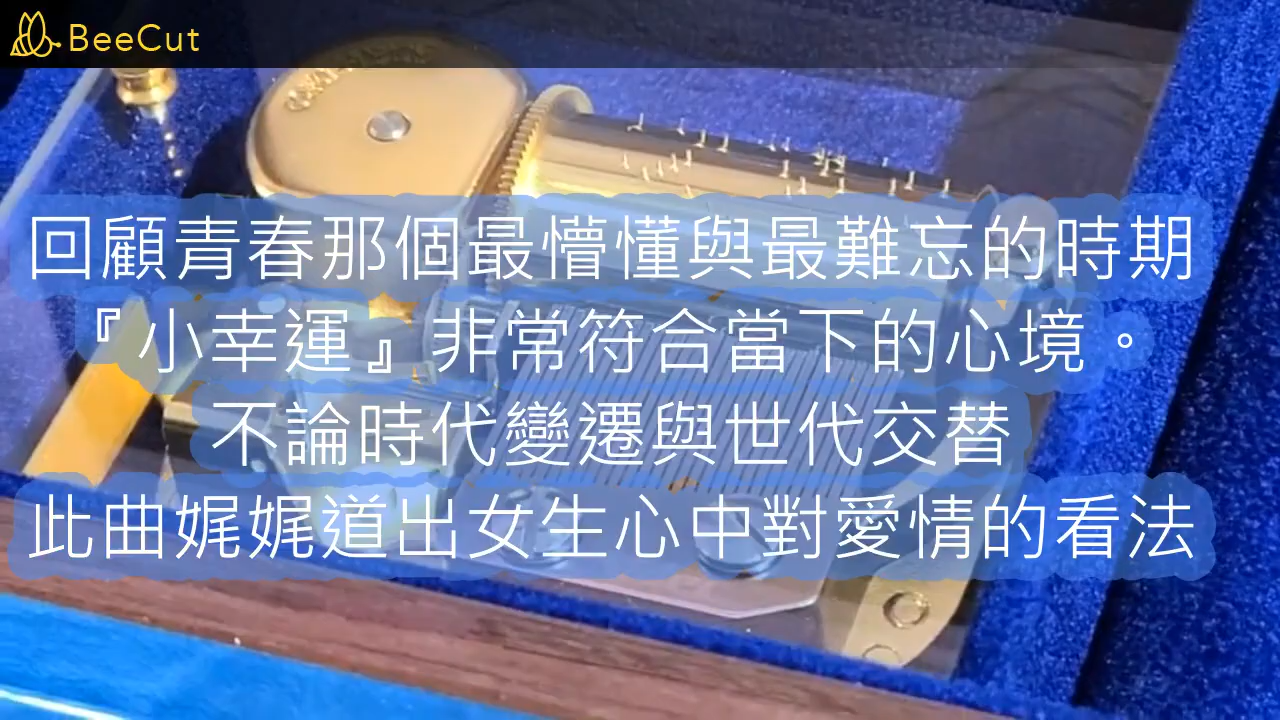 BeeCut
回顧青春那個最懵懂與最難忘的時期
『小幸運』非常符合當下的心境。
不論時代變遷與世代交替
此曲娓娓道出女生心中對愛情的看法